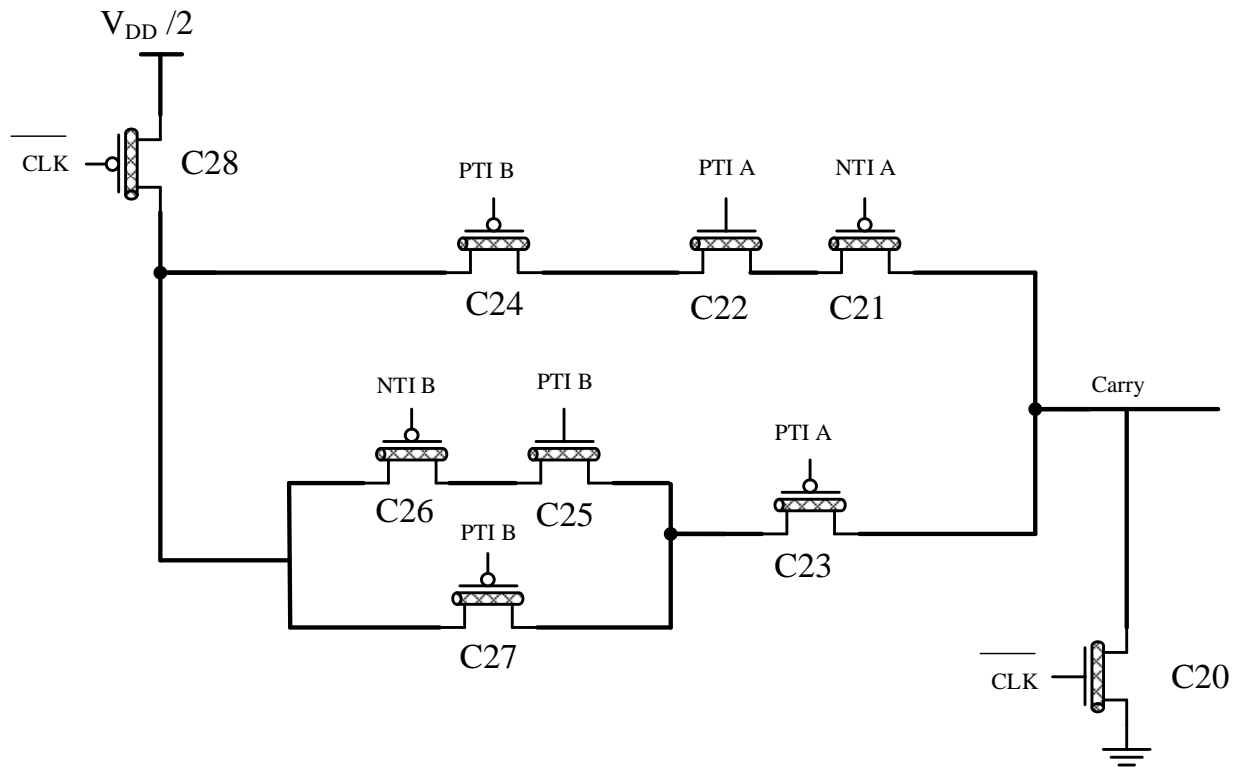 VDD /2
CLK
C28
PTI B
PTI A
NTI A
C24
C22
C21
NTI B
PTI B
Carry
PTI A
C26
C25
PTI B
C23
C27
CLK
C20